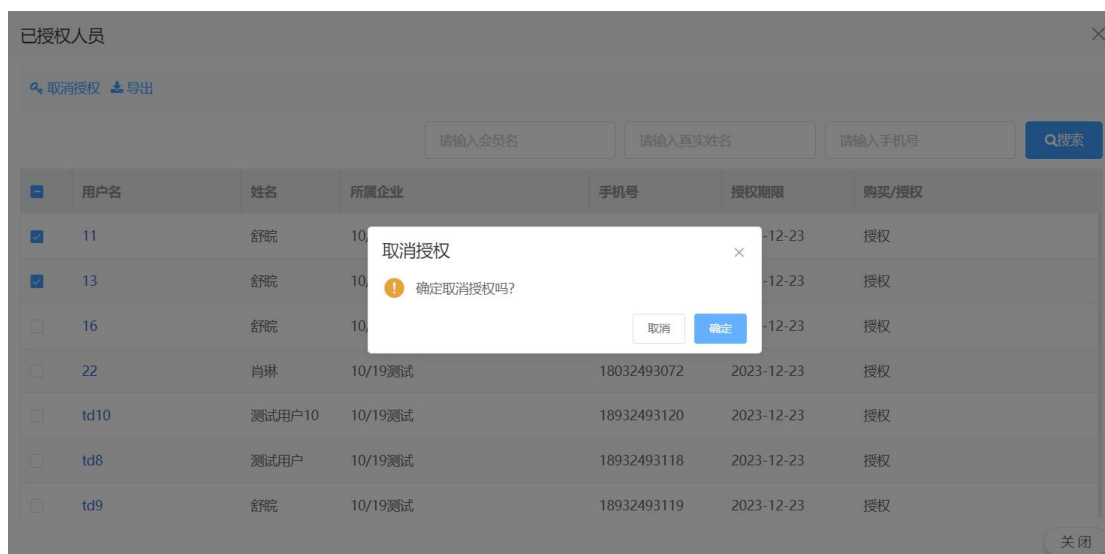 已授权人员
取消授权 导出
请输入会员名 请输入真实姓名 请输入手机号 搜索
用户名 姓名 所属企业 手机号 授权期限 购买/授权
11 舒皖 10/ -12-23 授权
13 舒皖 10/ -12-23 授权
16 舒皖 10/ -12-23 授权
取消授权
确定取消授权吗?
取消 确定
22 肖琳 10/19测试 18032493072 2023-12-23 授权
td10 测试用户10 10/19测试 18932493120 2023-12-23 授权
td8 测试用户 10/19测试 18932493118 2023-12-23 授权
td9 舒皖 10/19测试 18932493119 2023-12-23 授权
关闭